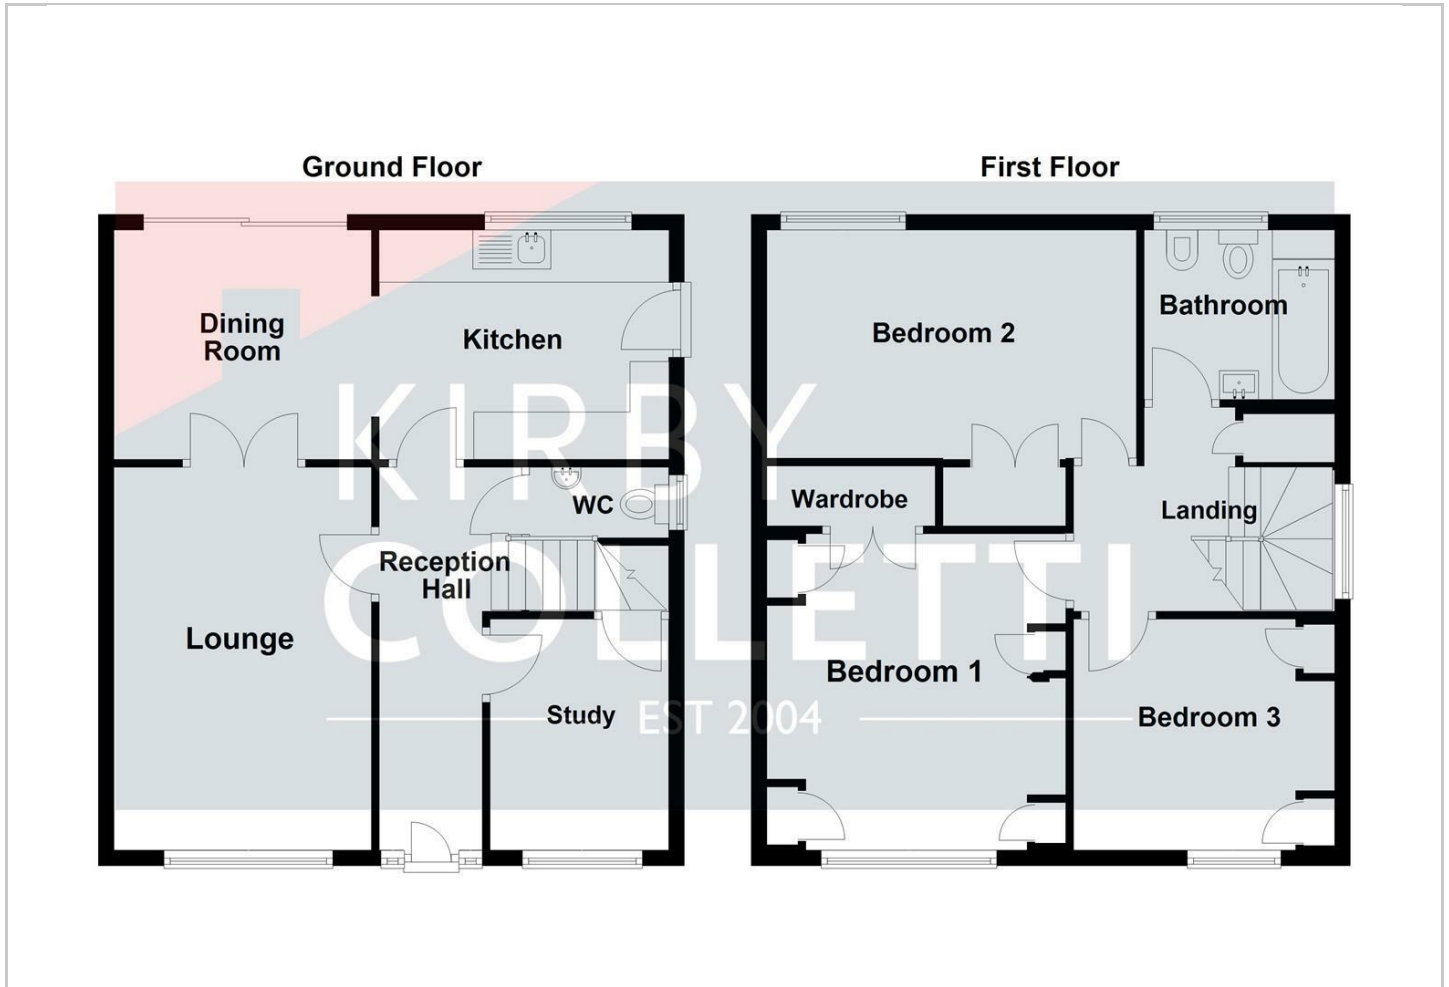 Ground Floor
First Floor
Dining
Room
Kitchen
WC
Reception
Hall
Lounge
Study
Bedroom 2
Bathroom
Wardrobe
Landing
Bedroom 1
Bedroom 3
KIRBY
COLLETTI
EST 2004